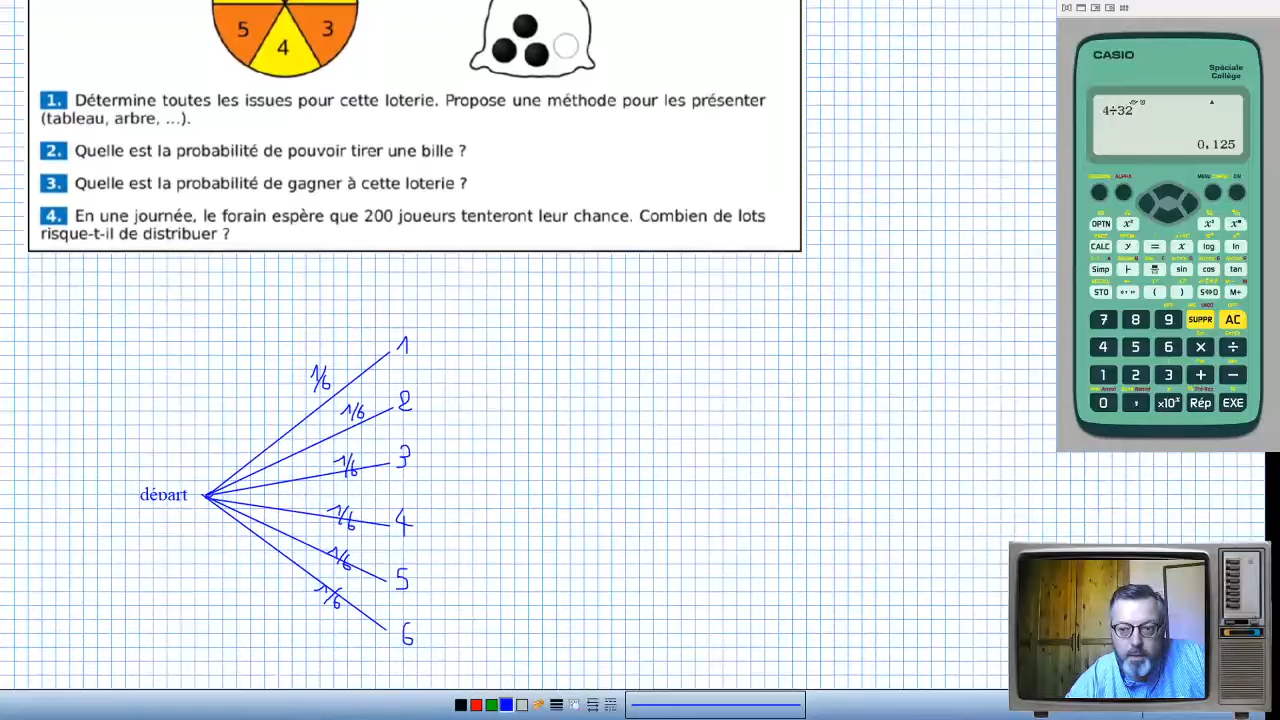 5
3
4
1. Détermine toutes les issues pour cette loterie. Propose une méthode pour les présenter
(tableau, arbre, ...).
2. Quelle est la probabilité de pouvoir tirer une bille ?
3. Quelle est la probabilité de gagner à cette loterie ?
4. En une journée, le forain espère que 200 joueurs tenteront leur chance. Combien de lots
risque-t-il de distribuer ?
1/6 1
1/6 2
1/6 3
départ
1/6 4
1/6 5
1/6 6
CASIO
Spéciale
Collège
4÷32
0,125
OPTN
CALC y = x log ln
Simp sin cos tan
STO ( ) S⇔D M+
7 8 9 SUPPR AC
4 5 6 × ÷
1 2 3 + −
0 , ×10ˣ Rép EXE